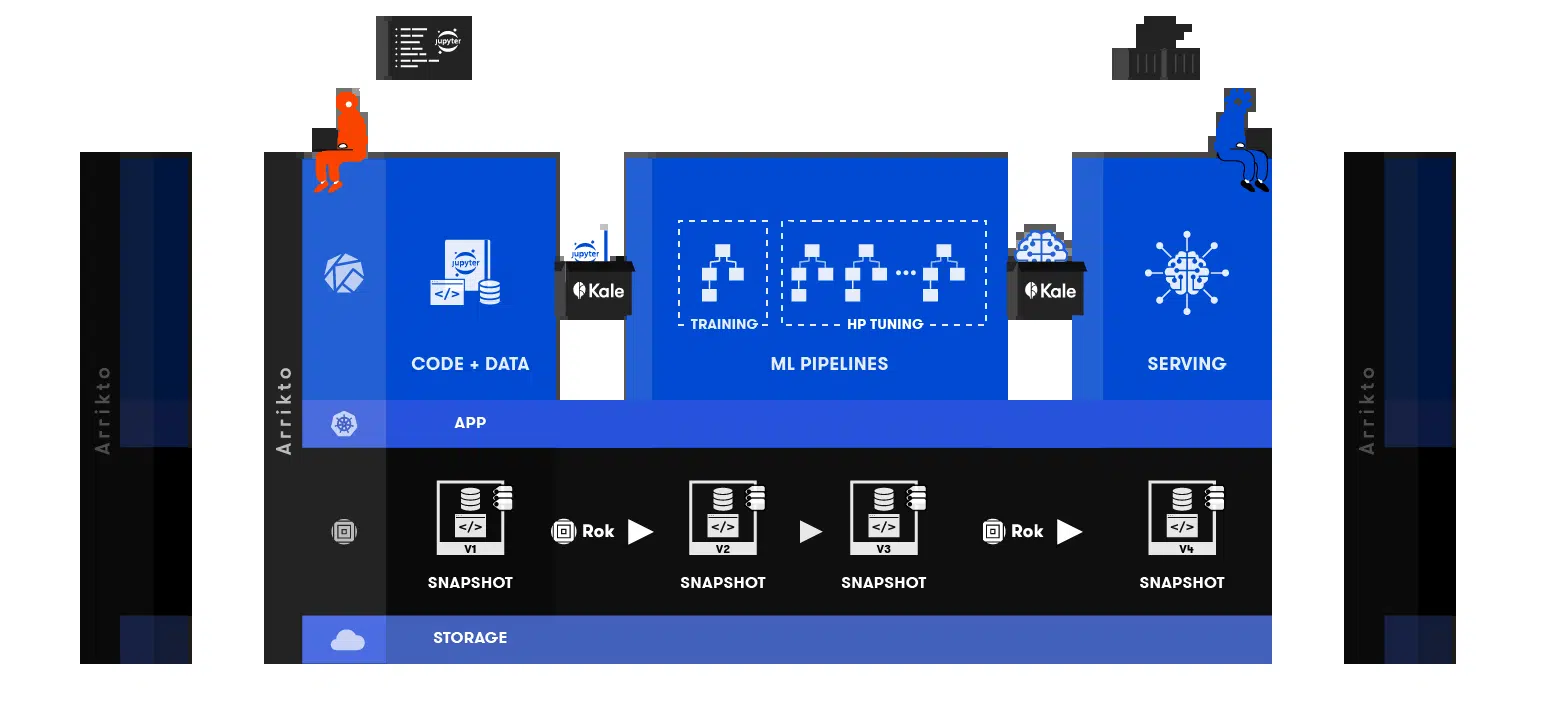 jupyter
jupyter
jupyter
Kale
Kale
</>
TRAINING
HP TUNING
CODE + DATA
ML PIPELINES
SERVING
Arrikto
Arrikto
Arrikto
APP
</>
</>
</>
</>
V1
V2
V3
V4
Rok
Rok
SNAPSHOT
SNAPSHOT
SNAPSHOT
SNAPSHOT
STORAGE